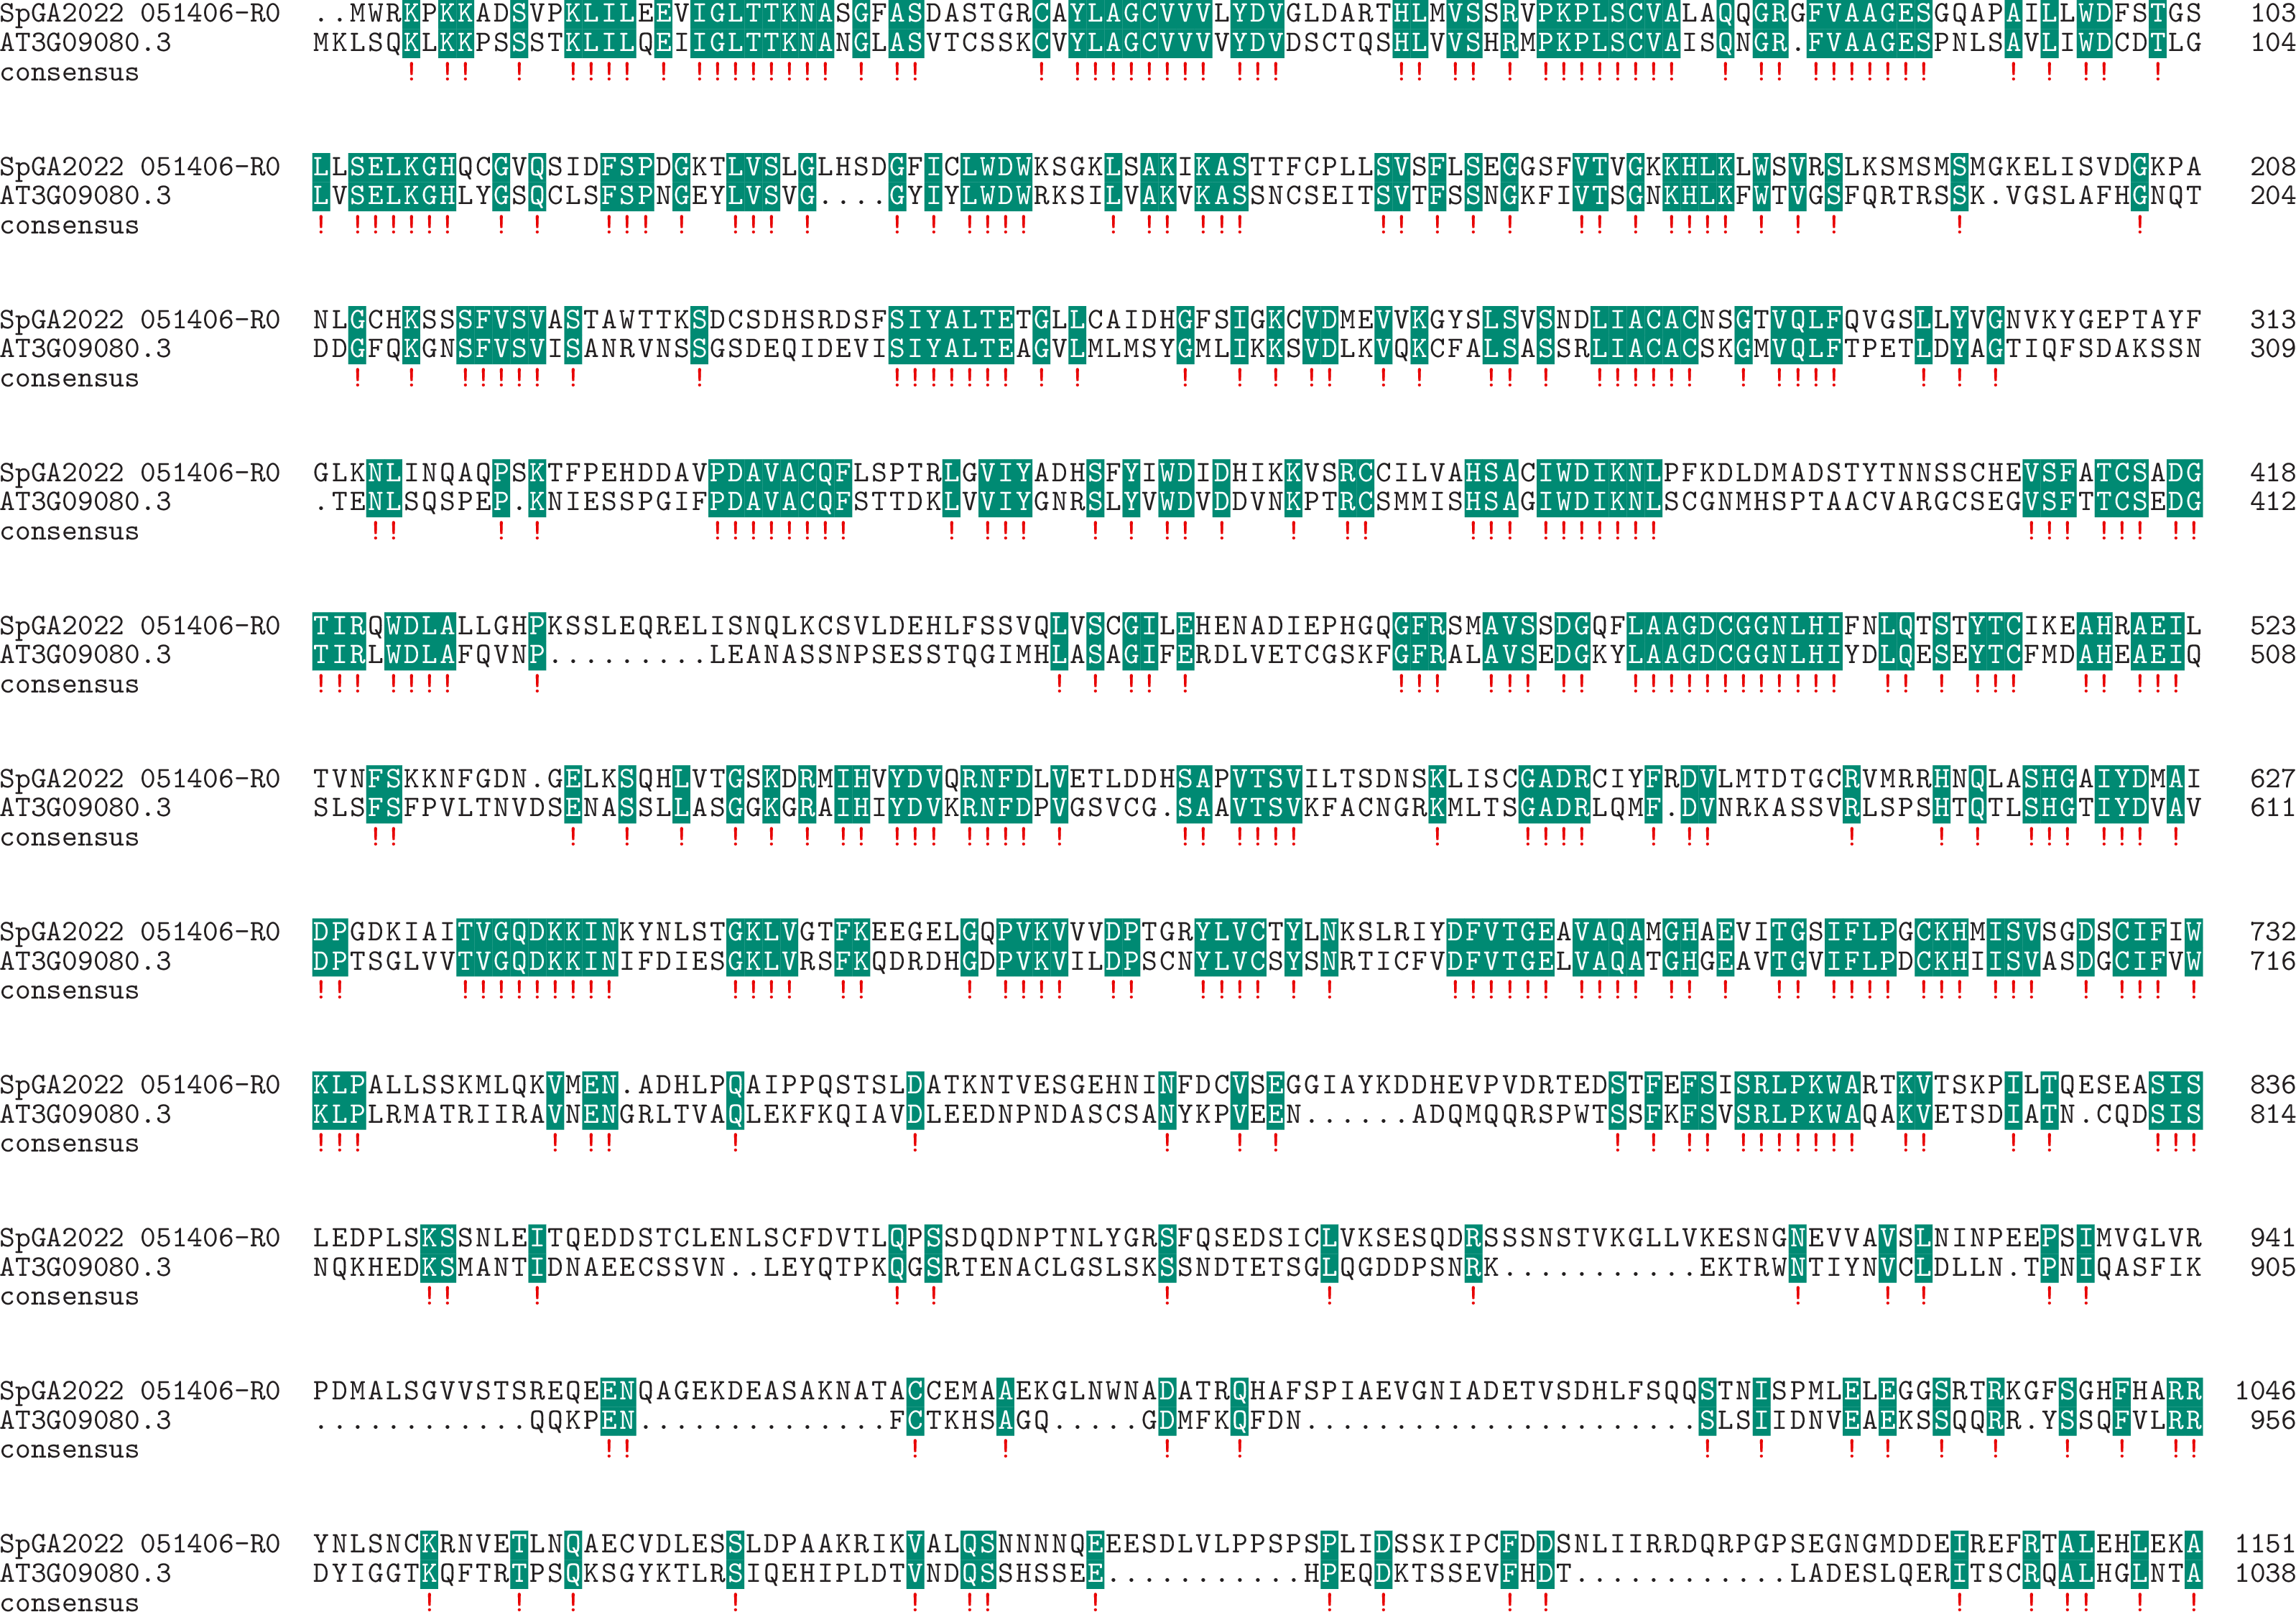 SpGA2022 051406-R0 ..MWRKPKKADSVPKLILEEVIGLTTKNASGFASDASTGRCAYLAGCVVVLYDVGLDARTHLMVSSRVPKPLSCVALAQQGRGFVAAGESGQAPAILLWDFSTGS 103
AT3G09080.3 MKLSQKLKKPSSSTKLILQEIIGLTTKNANGLASVTCSSKCVYLAGCVVVVYDVDSCTQSHLVVSHRMPKPLSCVAISQNGR.FVAAGESPNLSAVLIWDCDTLG 104
consensus ! !! ! !!!! ! !!!!!!!! ! !! ! !!!!!!!! !!! !! !! ! !!!!!!!! ! !! !!!!!!! ! ! !! !
SpGA2022 051406-R0 LLSELKGHQCGVQSIDFSPDGKTLVSLGLHSDGFICLWDWKSGKLSAKIKASTTFCPLLSVSFLSEGGSFVTVGKKHLKLWSVRSLKSMSMSMGKELISVDGKPA 208
AT3G09080.3 LVSELKGHLYGSQCLSFSPNGEYLVSVG....GYIYLWDWRKSILVAKVKASSNCSEITSVTFSSNGKFIVTSGNKHLKFWTVGSFQRTRSSK.VGSLAFHGNQT 204
consensus ! !!!!!! ! ! !!! ! !!! ! ! ! !!!! ! !! !!! !! ! ! ! !! ! !!!! ! ! ! ! !
SpGA2022 051406-R0 NLGCHKSSSSFVSVASTAWTTKSDCSDHSRDSFSIYALTETGLLCAIDHGFSIGKCVDMEVVKGYSLSVSNDLIACACNSGTVQLFQVGSLLYVGNVKYGEPTAYF 313
AT3G09080.3 DDGFQKGNSFVSVISANRVNSSGSDEQIDEVISIYALTEAGVLMLMSYGMLIKKSVDLKVQKCFALSASSRLIACACSKGMVQLFTPETLDYAGTIQFSDAKSSN 309
consensus ! ! !!!!! ! ! !!!!!!! ! ! ! ! ! !! ! ! !! ! !!!!!! ! !!!! ! ! !
SpGA2022 051406-R0 GLKNLINQAQPSKTFPEHDDAVPDAVACQFLSPTRLGVIYADHSFYIWDIDHIKKVSRCCILVAHSACIWDIKNLPFKDLDMADSTYTNNSSCHEVSFATCSADG 418
AT3G09080.3 .TENLSQSPEP.KNIESSPGIFPDAVACQFSTTDKLVVIYGNRSLYVWDVDDVNKPTRCSMMISHSAGIWDIKNLSCGNMHSPTAACVARGCSEGVSFTTCSEDG 412
consensus !! ! ! !!!!!!!! ! !!! ! ! !! ! ! !! !!! !!!!!!! !!! !!! !!
SpGA2022 051406-R0 TIRQWDLALLGHPKSSLEQRELISNQLKCSVLDEHLFSSVQLVSCGILEHENADIEPHGQGFRSMAVSSDGQFLAAGDCGGNLHIFNLQTSTYTCIKEAHRAEIL 523
AT3G09080.3 TIRLWDLAFQVNP.........LEANASSNPSESSTQGIMHLASAGIFERDLVETCGSKFGFRALAVSEDGKYLAAGDCGGNLHIYDLQESEYTCFMDAHEAEIQ 508
consensus !!! !!!! ! ! ! !! ! !!! !!! !! !!!!!!!!!!!! !! ! !!! !! !!!
SpGA2022 051406-R0 TVNFSKKNFGDN.GELKSQHLVTGSKDRMIHVYDVQRNFDLVETLDDHSAPVTSVILTSDNSKLISCGADRCIYFRDVLMTDTGCRVMRRHNQLASHGAIYDMAI 627
AT3G09080.3 SLSFSFPVLTNVDSENASSLLASGGKGRAIHIYDVKRNFDPVGSVCG.SAAVTSVKFACNGRKMLTSGADRLQMF.DVNRKASSVRLSPSHTQTLSHGTIYDVAV 611
consensus !! ! ! ! ! ! ! !! !!! !!!! ! !! !!!! ! !!!! ! !! ! ! ! !!! !!! !
SpGA2022 051406-R0 DPGDKIAITVGQDKKINKYNLSTGKLVGTFKEEGELGQPVKVVVDPTGRYLVCTYLNKSLRIYDFVTGEAVAQAMGHAEVITGSIFLPGCKHMISVSGDSCIFIW 732
AT3G09080.3 DPTSGLVVTVGQDKKINIFDIESGKLVRSFKQDRDHGDPVKVILDPSCNYLVCSYSNRTICFVDFVTGELVAQATGHGEAVTGVIFLPDCKHIISVASDGCIFVW 716
consensus !! !!!!!!!!! !!!! !! ! !!!! !! !!!! ! ! !!!!!! !!!! !! ! !! !!!! !!! !!! ! !!! !
SpGA2022 051406-R0 KLPALLSSKMLQKVMEN.ADHLPQAIPPQSTSLDATKNTVESGEHNINFDCVSEGGIAYKDDHEVPVDRTEDSTFEFSISRLPKWARTKVTSKPILTQESEASIS 836
AT3G09080.3 KLPLRMATRIIRAVNENGRLTVAQLEKFKQIAVDLEEDNPNDASCSANYKPVEEN......ADQMQQRSPWTSSFKFSVSRLPKWAQAKVETSDIATN.CQDSIS 814
consensus !!! ! !! ! ! ! ! ! ! ! !! !!!!!!! !! ! ! !!!
SpGA2022 051406-R0 LEDPLSKSSNLEITQEDDSTCLENLSCFDVTLQPSSDQDNPTNLYGRSFQSEDSICLVKSESQDRSSSNSTVKGLLVKESNGNEVVAVSLNINPEEPSIMVGLVR 941
AT3G09080.3 NQKHEDKSMANTIDNAEECSSVN..LEYQTPKQGSRTENACLGSLSKSSNDTETSGLQGDDPSNRK...........EKTRWNTIYNVCLDLLN.TPNIQASFIK 905
consensus !! ! ! ! ! ! ! ! ! ! ! !
SpGA2022 051406-R0 PDMALSGVVSTSREQEENQAGEKDEASAKNATACCEMAAEKGLNWNADATRQHAFSPIAEVGNIADETVSDHLFSQQSTNISPMLELEGGSRTRKGFSGHFHARR 1046
AT3G09080.3 ............QQKPEN..............FCTKHSAGQ.....GDMFKQFDN......................SLSIIDNVEAEKSSQQRR.YSSQFVLRR 956
consensus !! ! ! ! ! ! ! ! ! ! ! ! ! !!
SpGA2022 051406-R0 YNLSNCKRNVETLNQAECVDLESSLDPAAKRIKVALQSNNNNQEEESDLVLPPSPSPLIDSSKIPCFDDSNLIIRRDQRPGPSEGNGMDDEIREFRTALEHLEKA 1151
AT3G09080.3 DYIGGTKQFTRTPSQKSGYKTLRSIQEHIPLDTVNDQSSHSSEE...........HPEQDKTSSEVFHDT............LADESLQERITSCRQALHGLNTA 1038
consensus ! ! ! ! ! !! ! ! ! ! ! ! ! !! ! !